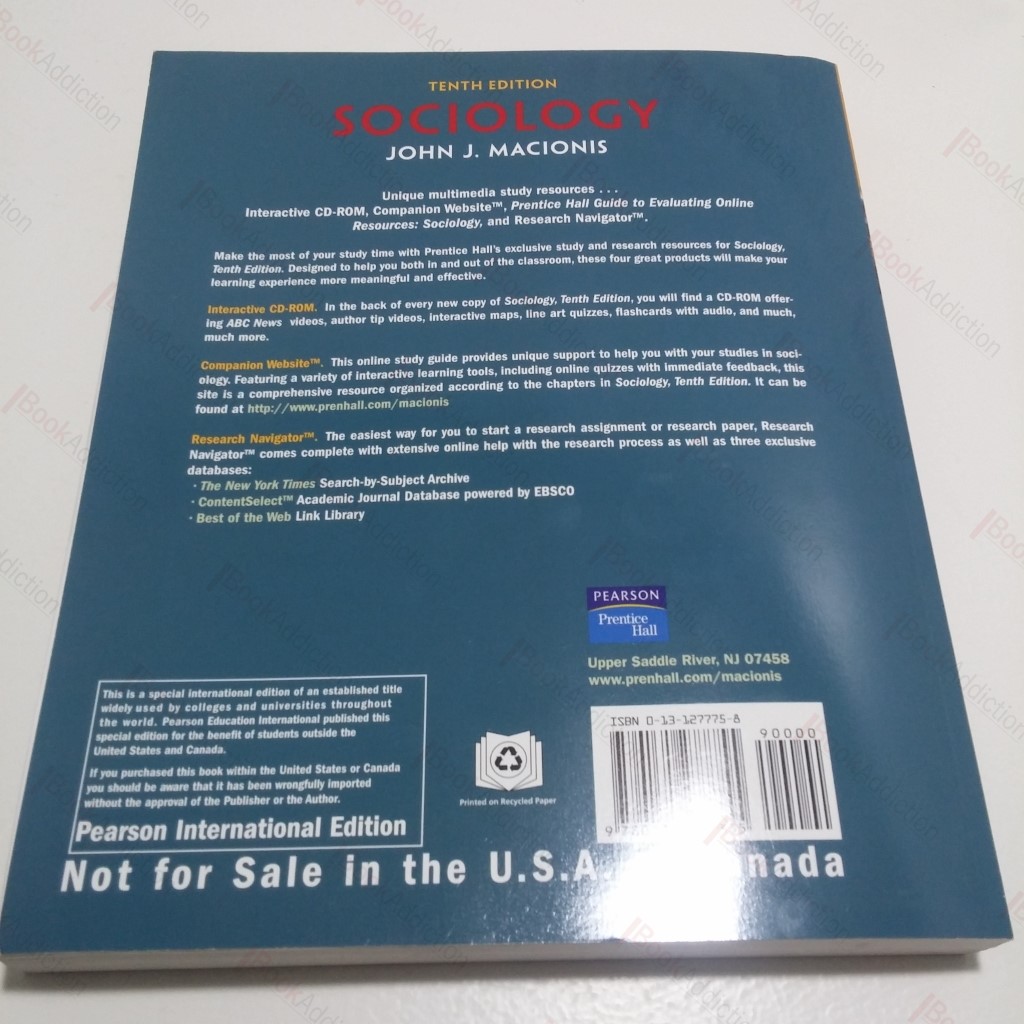 TENTH EDITION
SOCIOLOGY
JOHN J. MACIONIS
Unique multimedia study resources . . .
Interactive CD-ROM, Companion Website™, Prentice Hall Guide to Evaluating Online
Resources: Sociology, and Research Navigator™.
Make the most of your study time with Prentice Hall's exclusive study and research resources for Sociology,
Tenth Edition. Designed to help you both in and out of the classroom, these four great products will make your
learning experience more meaningful and effective.
Interactive CD-ROM. In the back of every new copy of Sociology, Tenth Edition, you will find a CD-ROM offer-
ing ABC News videos, author tip videos, interactive maps, line art quizzes, flashcards with audio, and much,
much more.
Companion Website™. This online study guide provides unique support to help you with your studies in soci-
ology. Featuring a variety of interactive learning tools, including online quizzes with immediate feedback, this
site is a comprehensive resource organized according to the chapters in Sociology, Tenth Edition. It can be
found at http://www.prenhall.com/macionis
Research Navigator™. The easiest way for you to start a research assignment or research paper, Research
Navigator™ comes complete with extensive online help with the research process as well as three exclusive
databases:
· The New York Times Search-by-Subject Archive
· ContentSelect™ Academic Journal Database powered by EBSCO
· Best of the Web Link Library
PEARSON
Prentice
Hall
Upper Saddle River, NJ 07458
www.prenhall.com/macionis
This is a special international edition of an established title
widely used by colleges and universities throughout
the world. Pearson Education International published this
special edition for the benefit of students outside the
United States and Canada.
If you purchased this book within the United States or Canada
you should be aware that it has been wrongfully imported
without the approval of the Publisher or the Author.
Pearson International Edition
Printed on Recycled Paper
ISBN 0-13-127775-8
90000
9
Not for Sale in the U.S.A nada
BookAddiction